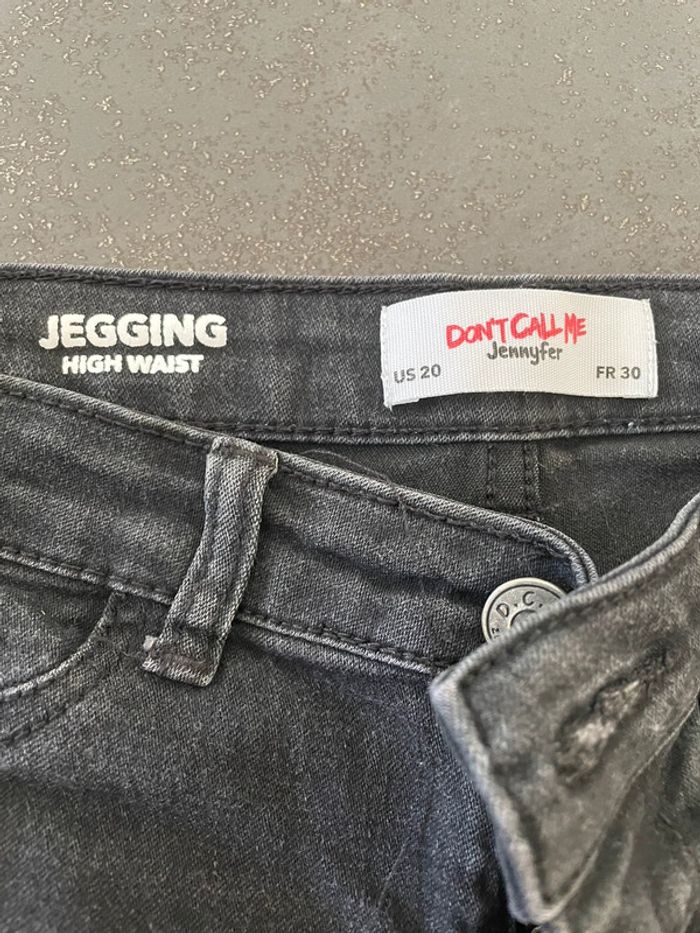 JEGGING
HIGH WAIST
DON'T CALL ME
Jennyfer
US 20
FR 30
D.C.